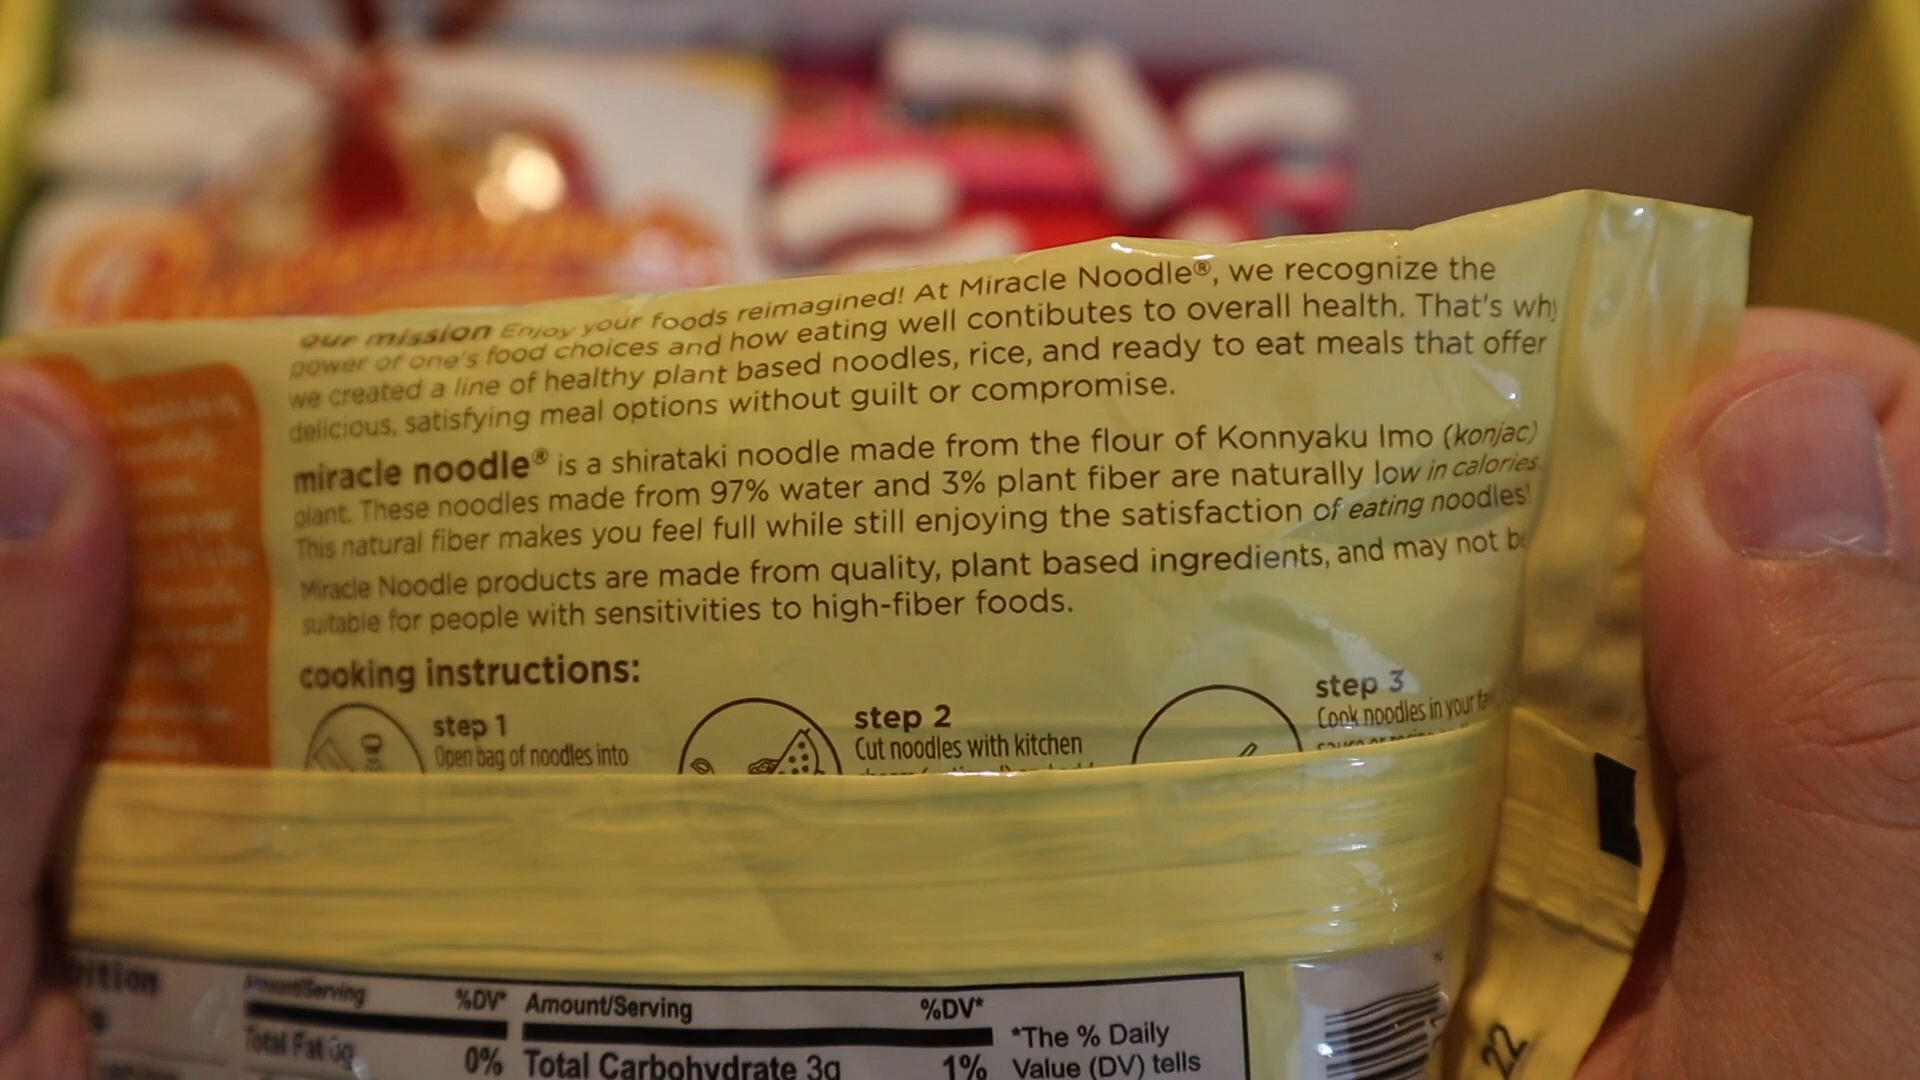 our mission Enjoy your foods reimagined! At Miracle Noodle®, we recognize the
power of one's food choices and how eating well contibutes to overall health. That's why
we created a line of healthy plant based noodles, rice, and ready to eat meals that offer
delicious, satisfying meal options without guilt or compromise.
miracle noodle® is a shirataki noodle made from the flour of Konnyaku Imo (konjac)
plant. These noodles made from 97% water and 3% plant fiber are naturally low in calories.
This natural fiber makes you feel full while still enjoying the satisfaction of eating noodles!
Miracle Noodle products are made from quality, plant based ingredients, and may not be
suitable for people with sensitivities to high-fiber foods.
cooking instructions:
step 1
Open bag of noodles into
step 2
Cut noodles with kitchen
step 3
Cook noodles in your
sauce or
Amount/Serving %DV* Amount/Serving %DV*
Total Fat 0g 0% Total Carbohydrate 3g 1%
*The % Daily
Value (DV) tells
22